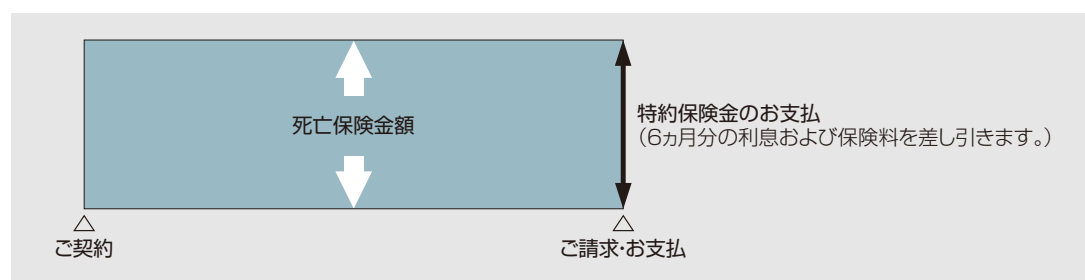 死亡保険金額
特約保険金のお支払
（6ヵ月分の利息および保険料を差し引きます。）
△
ご契約
△
ご請求・お支払